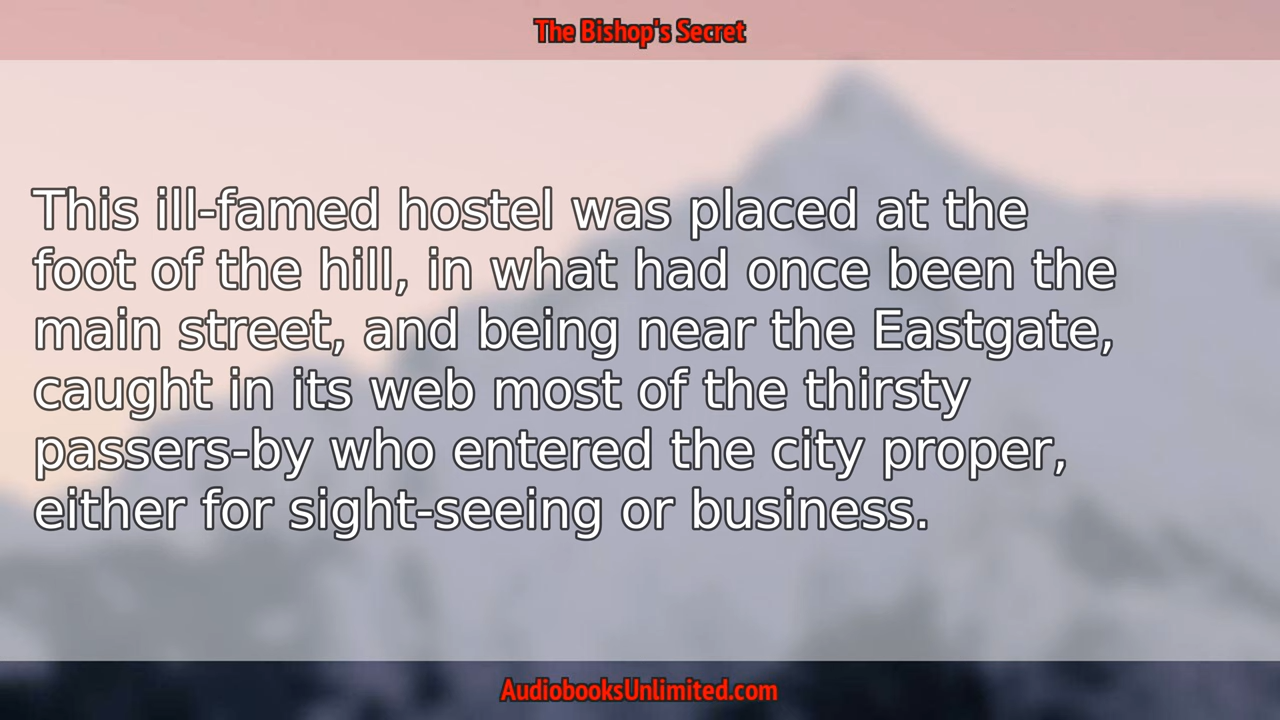 The Bishop's Secret
This ill-famed hostel was placed at the
foot of the hill, in what had once been the
main street, and being near the Eastgate,
caught in its web most of the thirsty
passers-by who entered the city proper,
either for sight-seeing or business.
AudiobooksUnlimited.com